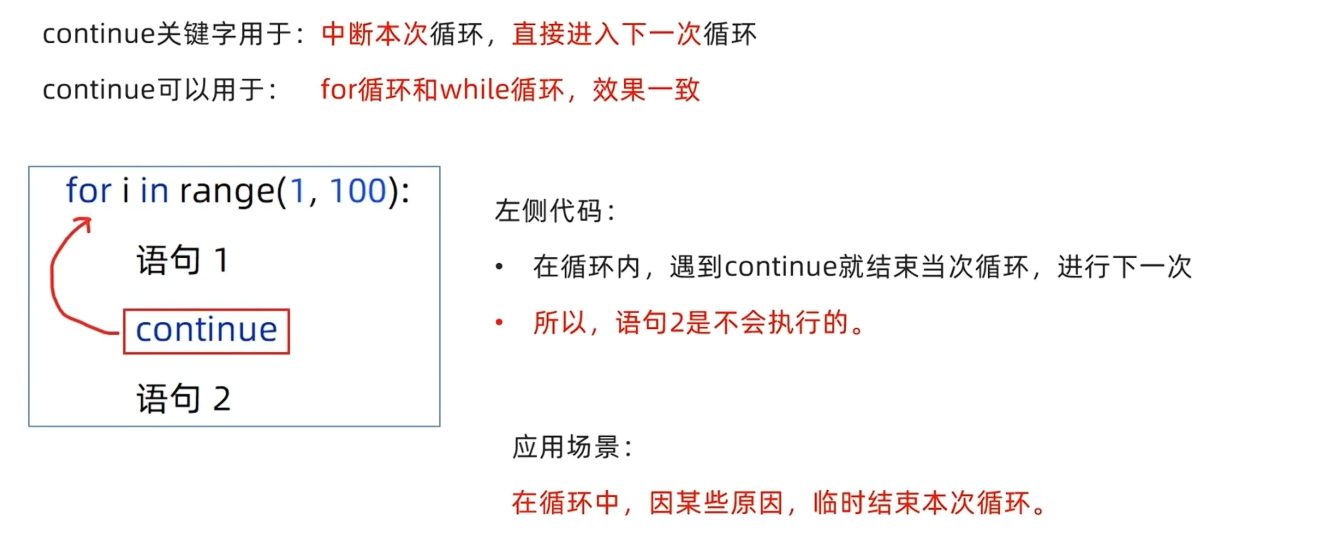 continue关键字用于：中断本次循环，直接进入下一次循环
continue可以用于： for循环和while循环，效果一致
for i in range(1, 100):
语句 1
continue
语句 2
左侧代码：
• 在循环内，遇到continue就结束当次循环，进行下一次
• 所以，语句2是不会执行的。
应用场景：
在循环中，因某些原因，临时结束本次循环。